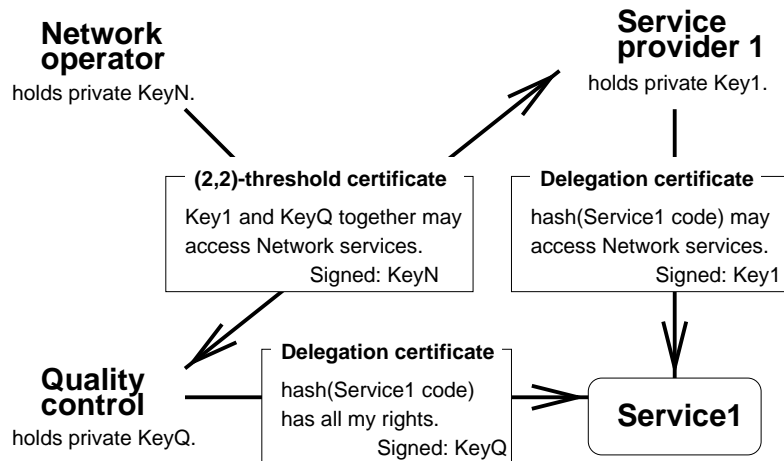 Network
operator
holds private KeyN.
Service
provider 1
holds private Key1.
(2,2)-threshold certificate
Key1 and KeyQ together may
access Network services.
Signed: KeyN
Delegation certificate
hash(Service1 code) may
access Network services.
Signed: Key1
Quality
control
holds private KeyQ.
Delegation certificate
hash(Service1 code)
has all my rights.
Signed: KeyQ
Service1